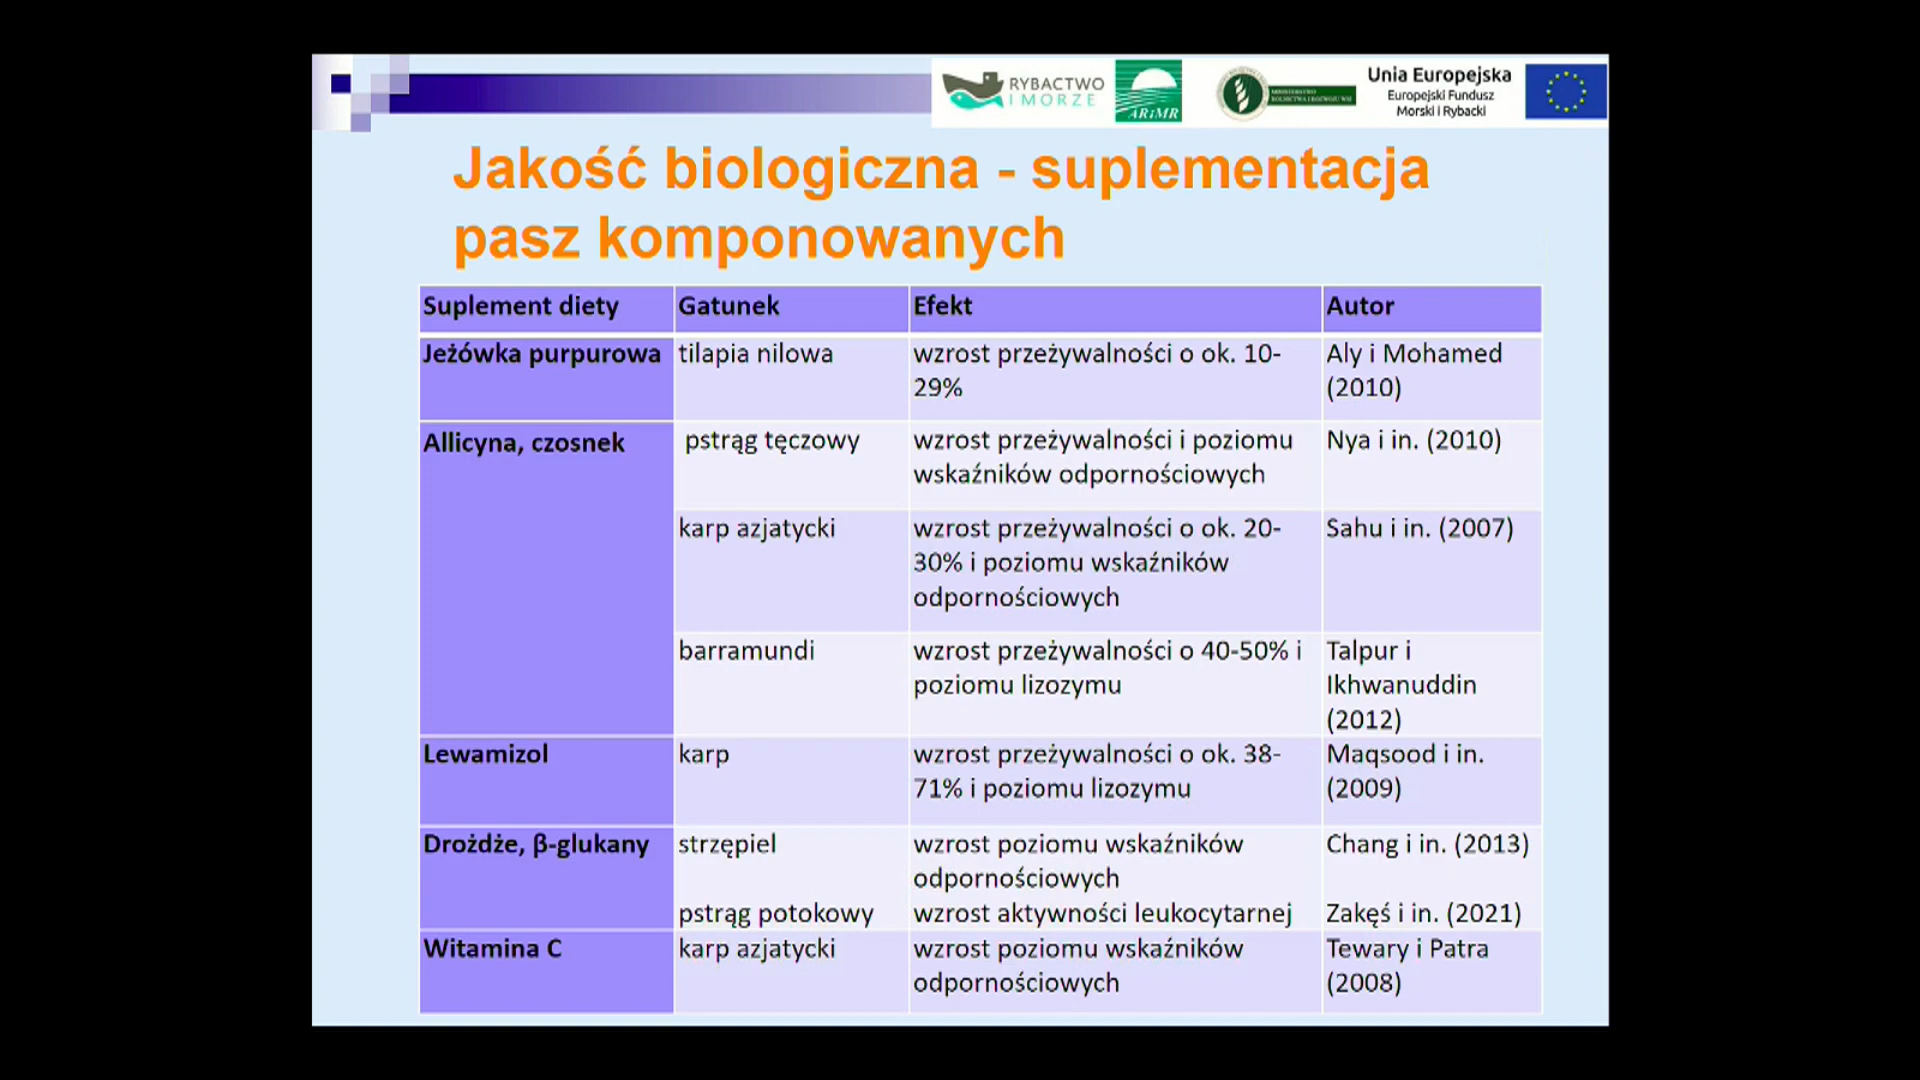 RYBACTWO
I MORZE
ARiMR
MINISTERSTWO
ROLNICTWA I ROZWOJU WSI
Unia Europejska
Europejski Fundusz
Morski i Rybacki
Jakość biologiczna - suplementacja
pasz komponowanych
Suplement diety Gatunek Efekt Autor
Jeżówka purpurowa tilapia nilowa wzrost przeżywalności o ok. 10- Aly i Mohamed
29% (2010)
Allicyna, czosnek pstrąg tęczowy wzrost przeżywalności i poziomu Nya i in. (2010)
wskaźników odpornościowych
karp azjatycki wzrost przeżywalności o ok. 20- Sahu i in. (2007)
30% i poziomu wskaźników
odpornościowych
barramundi wzrost przeżywalności o 40-50% i Talpur i
poziomu lizozymu Ikhwanuddin
(2012)
Lewamizol karp wzrost przeżywalności o ok. 38- Maqsood i in.
71% i poziomu lizozymu (2009)
Drożdże, β-glukany strzępiel wzrost poziomu wskaźników Chang i in. (2013)
odpornościowych
pstrąg potokowy wzrost aktywności leukocytarnej Zakęś i in. (2021)
Witamina C karp azjatycki wzrost poziomu wskaźników Tewary i Patra
odpornościowych (2008)